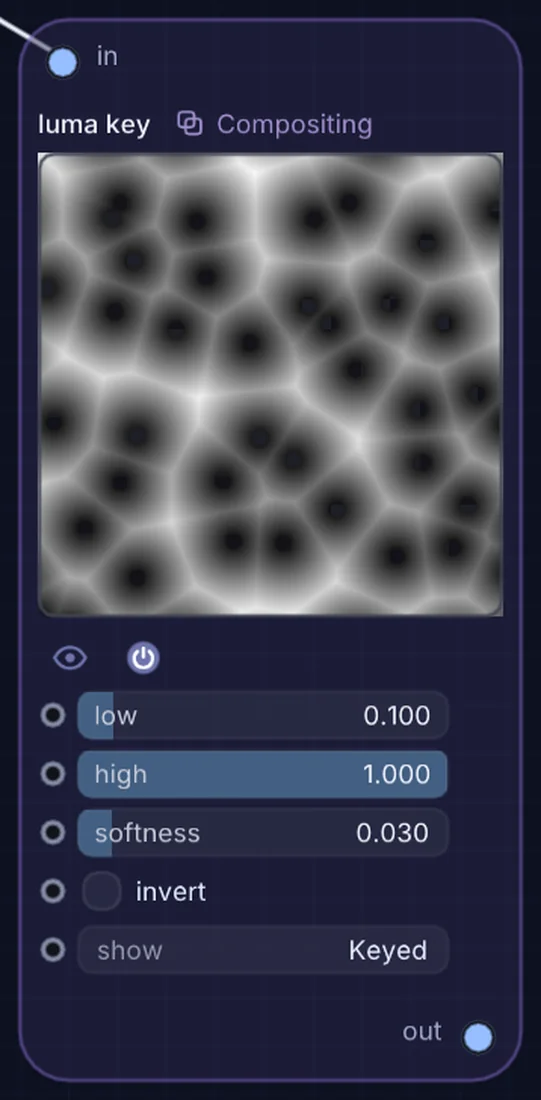 in
luma key Compositing
low 0.100
high 1.000
softness 0.030
invert
show Keyed
out